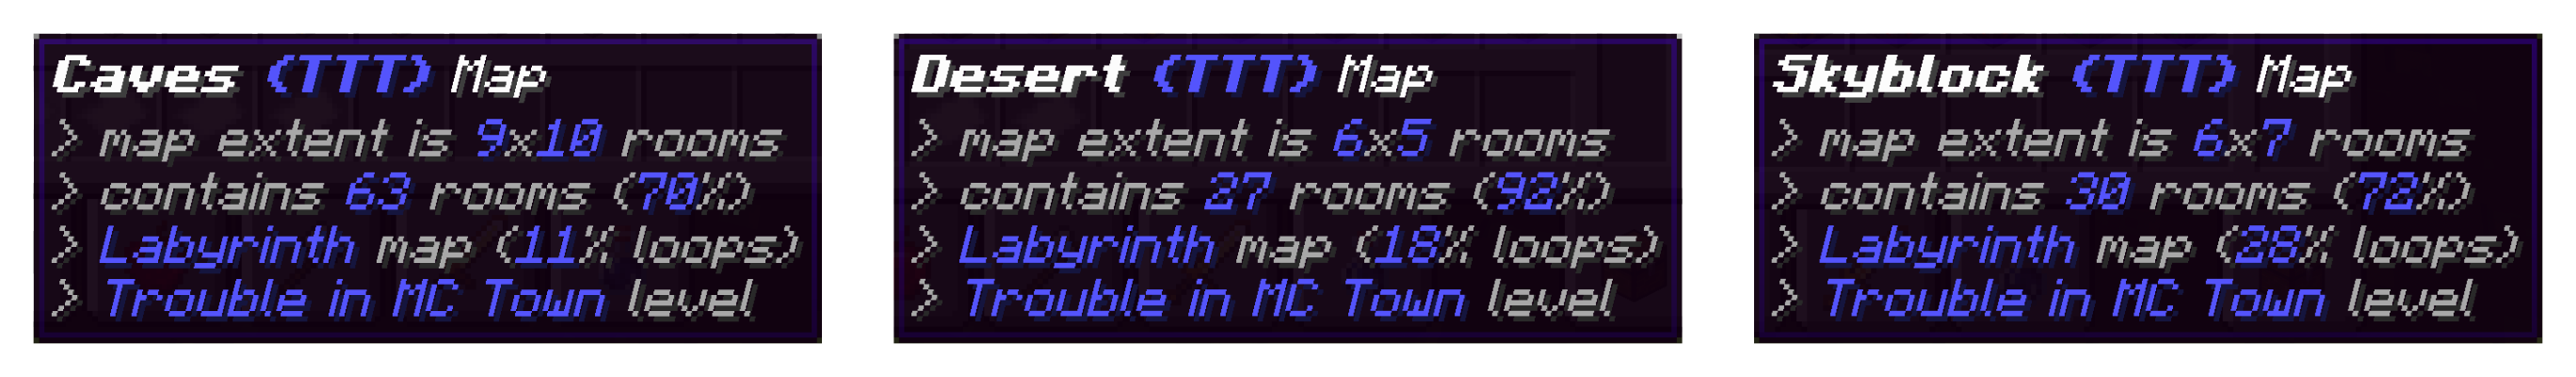 Caves (TTT) Map
> map extent is 9x10 rooms
> contains 63 rooms (70%)
> Labyrinth map (11% loops)
> Trouble in MC Town level
Desert (TTT) Map
> map extent is 6x5 rooms
> contains 27 rooms (92%)
> Labyrinth map (18% loops)
> Trouble in MC Town level
Skyblock (TTT) Map
> map extent is 6x7 rooms
> contains 30 rooms (72%)
> Labyrinth map (28% loops)
> Trouble in MC Town level